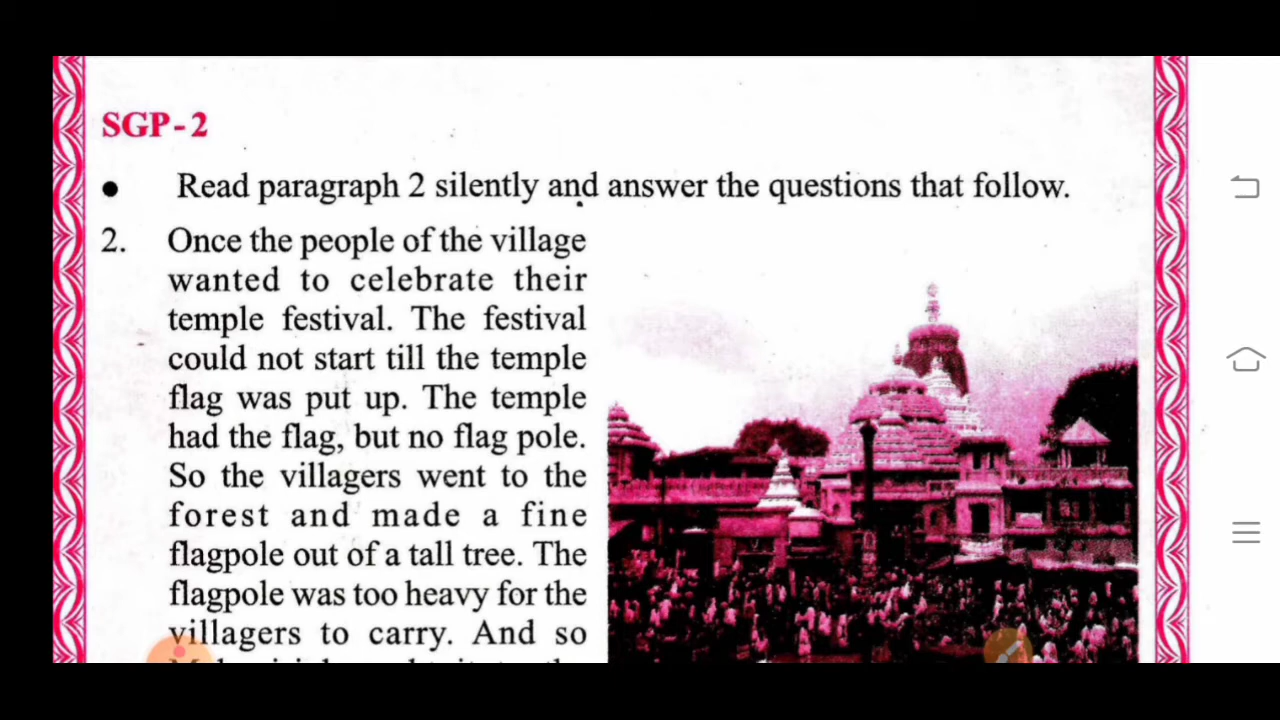 SGP-2
● Read paragraph 2 silently and answer the questions that follow.
2. Once the people of the village
wanted to celebrate their
temple festival. The festival
could not start till the temple
flag was put up. The temple
had the flag, but no flag pole.
So the villagers went to the
forest and made a fine
flagpole out of a tall tree. The
flagpole was too heavy for the
villagers to carry. And so